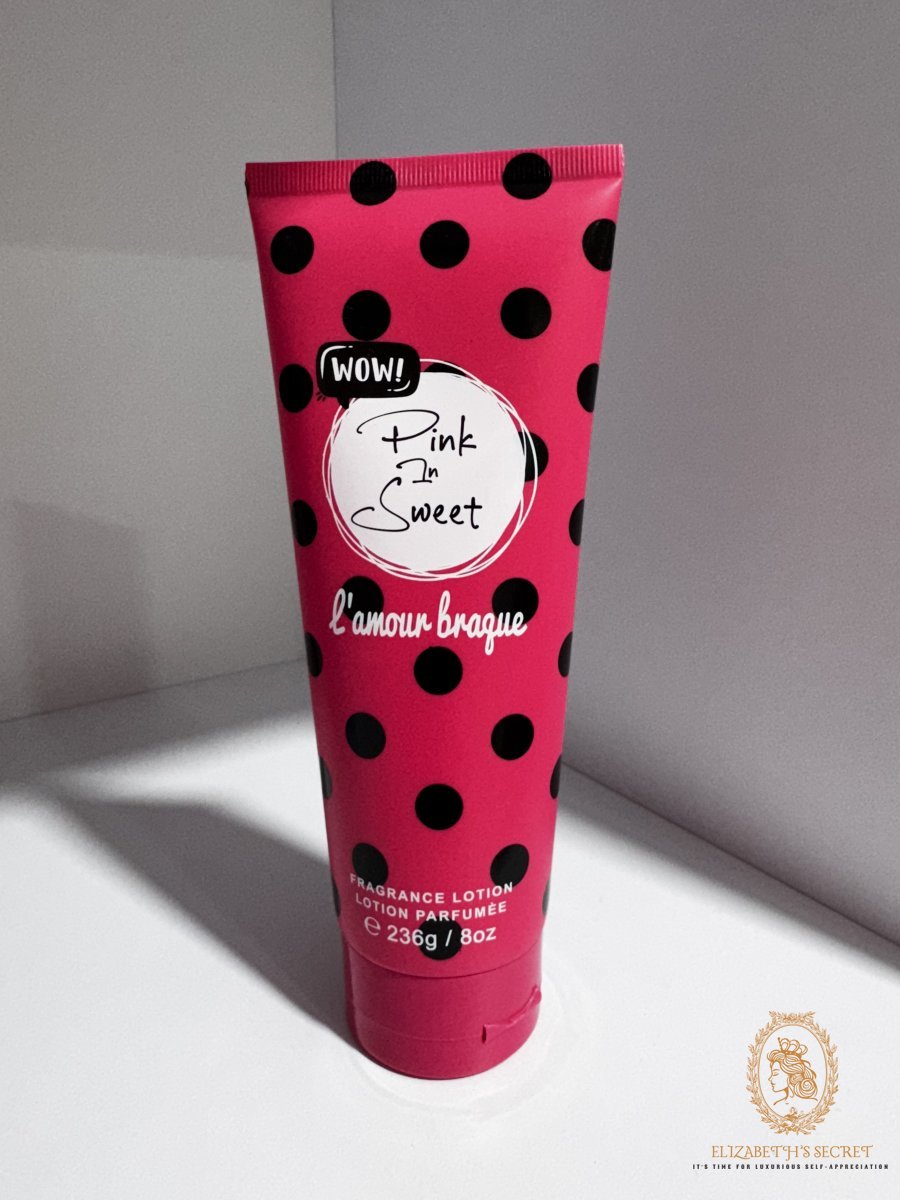 WOW!
Pink
In
Sweet
l'amour braque
FRAGRANCE LOTION
LOTION PARFUMÈE
℮ 236g / 8oz
ELIZABETH'S SECRET
IT'S TIME FOR LUXURIOUS SELF-APPRECIATION